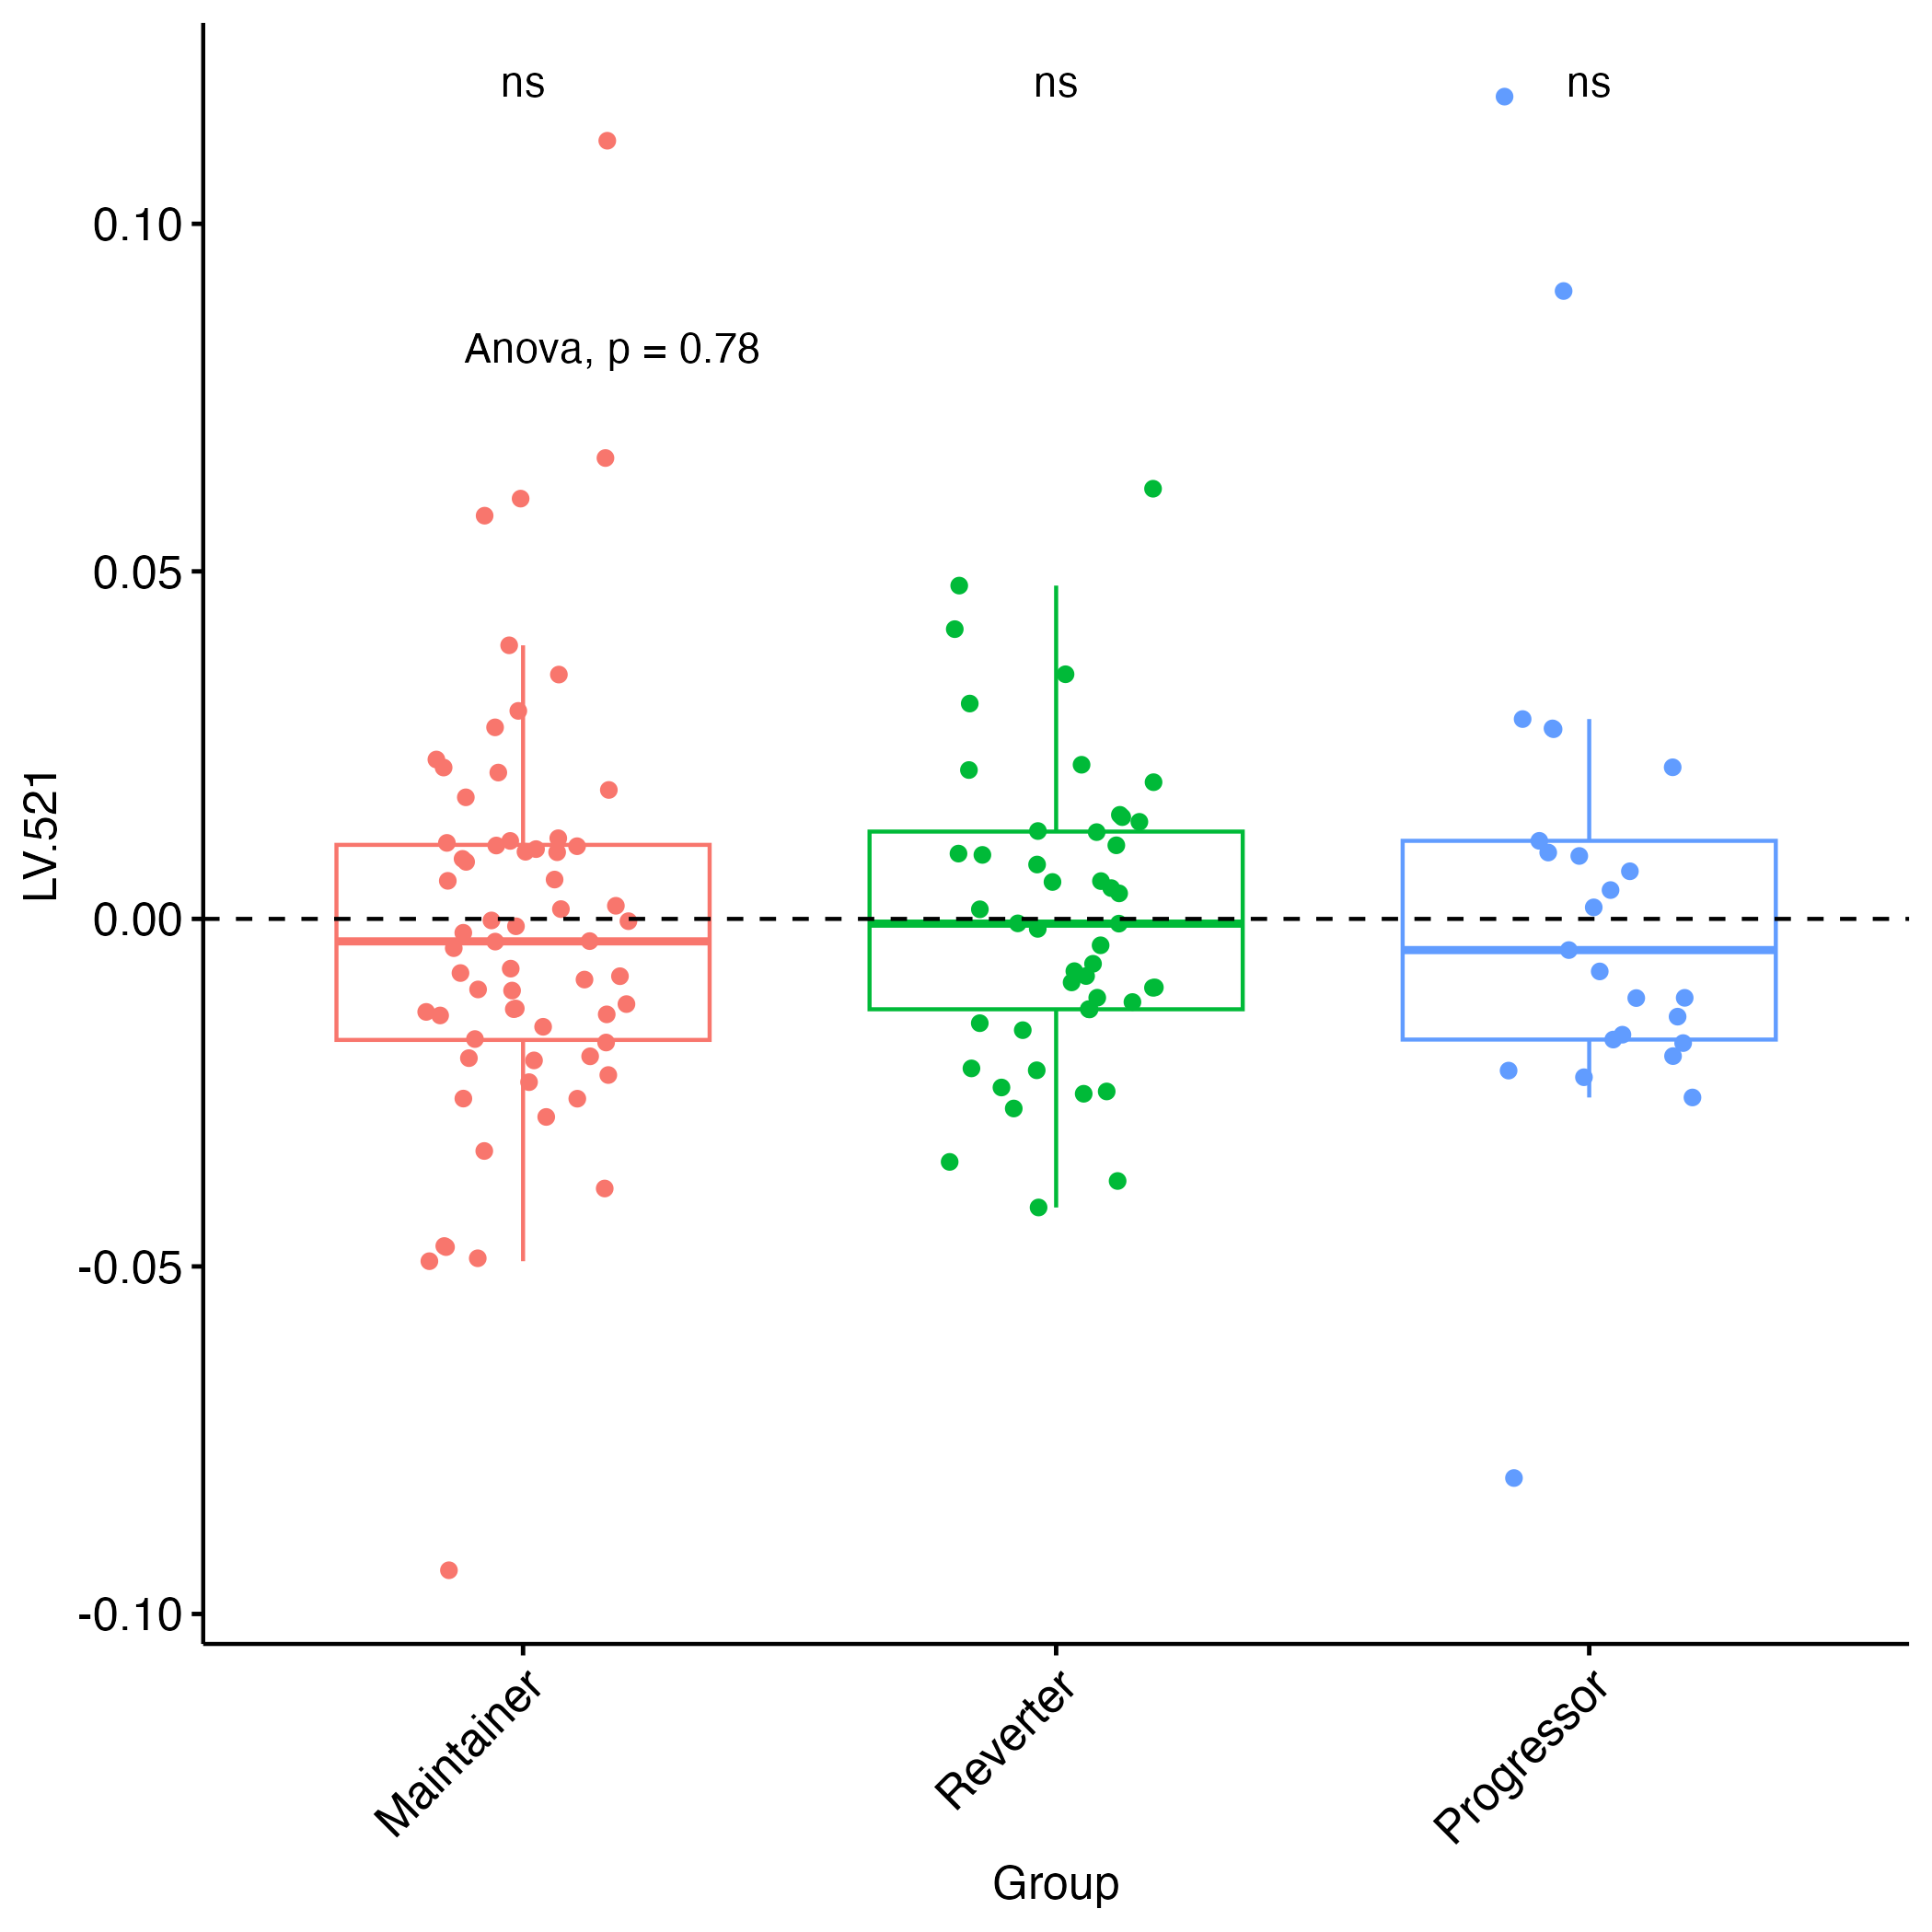 ns ns ns
Anova, p = 0.78
LV.521
0.10
0.05
0.00
-0.05
-0.10
Maintainer
Reverter
Progressor
Group